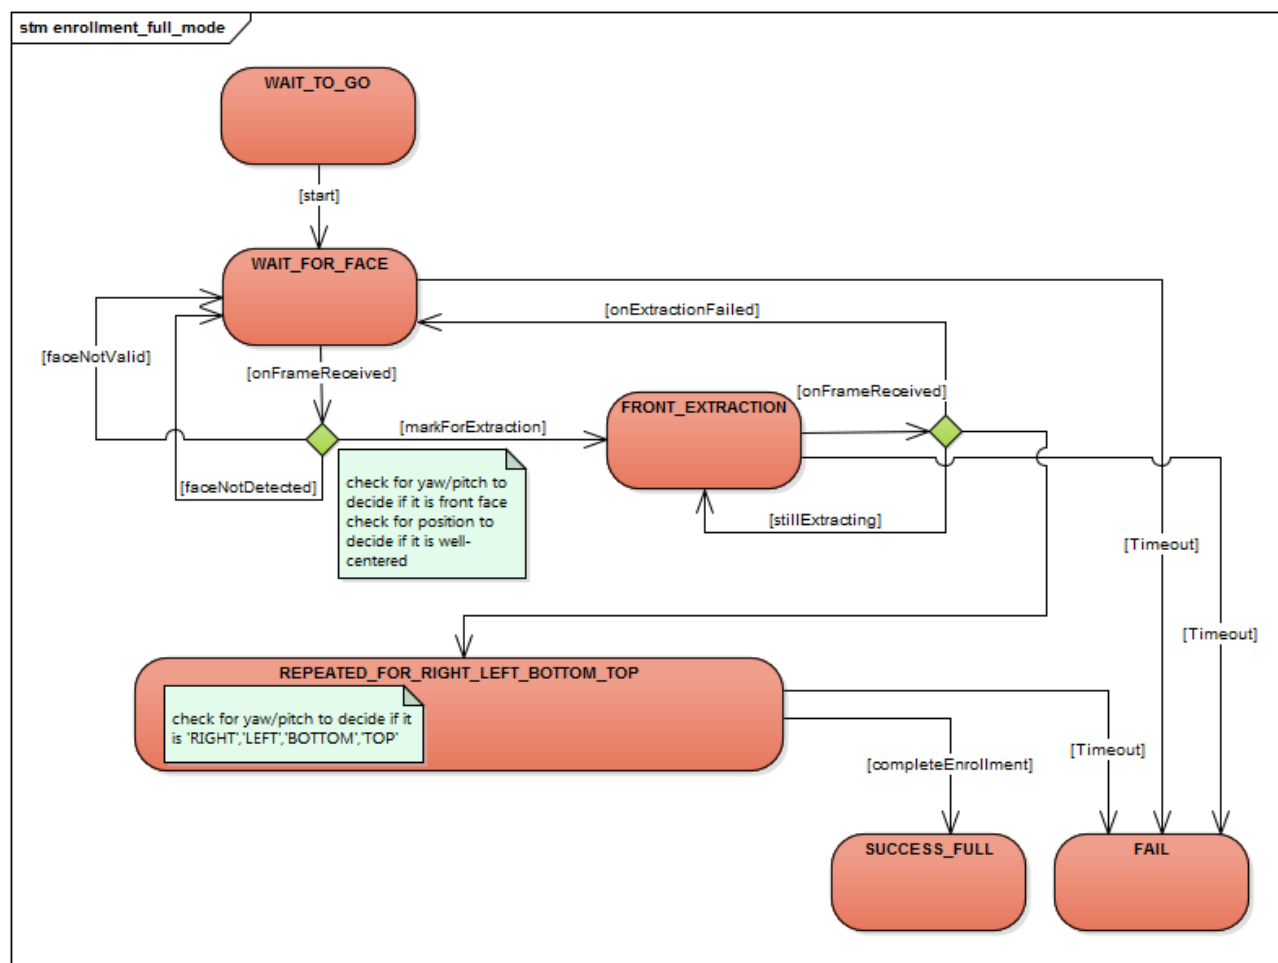 stm enrollment_full_mode
WAIT_TO_GO
[start]
WAIT_FOR_FACE
[onExtractionFailed]
[faceNotValid]
[onFrameReceived]
[onFrameReceived]
FRONT_EXTRACTION
[markForExtraction]
[faceNotDetected]
check for yaw/pitch to
decide if it is front face
check for position to
decide if it is well-
centered
[stillExtracting]
[Timeout]
[Timeout]
REPEATED_FOR_RIGHT_LEFT_BOTTOM_TOP
check for yaw/pitch to decide if it
is 'RIGHT','LEFT','BOTTOM','TOP'
[Timeout]
[completeEnrollment]
SUCCESS_FULL
FAIL